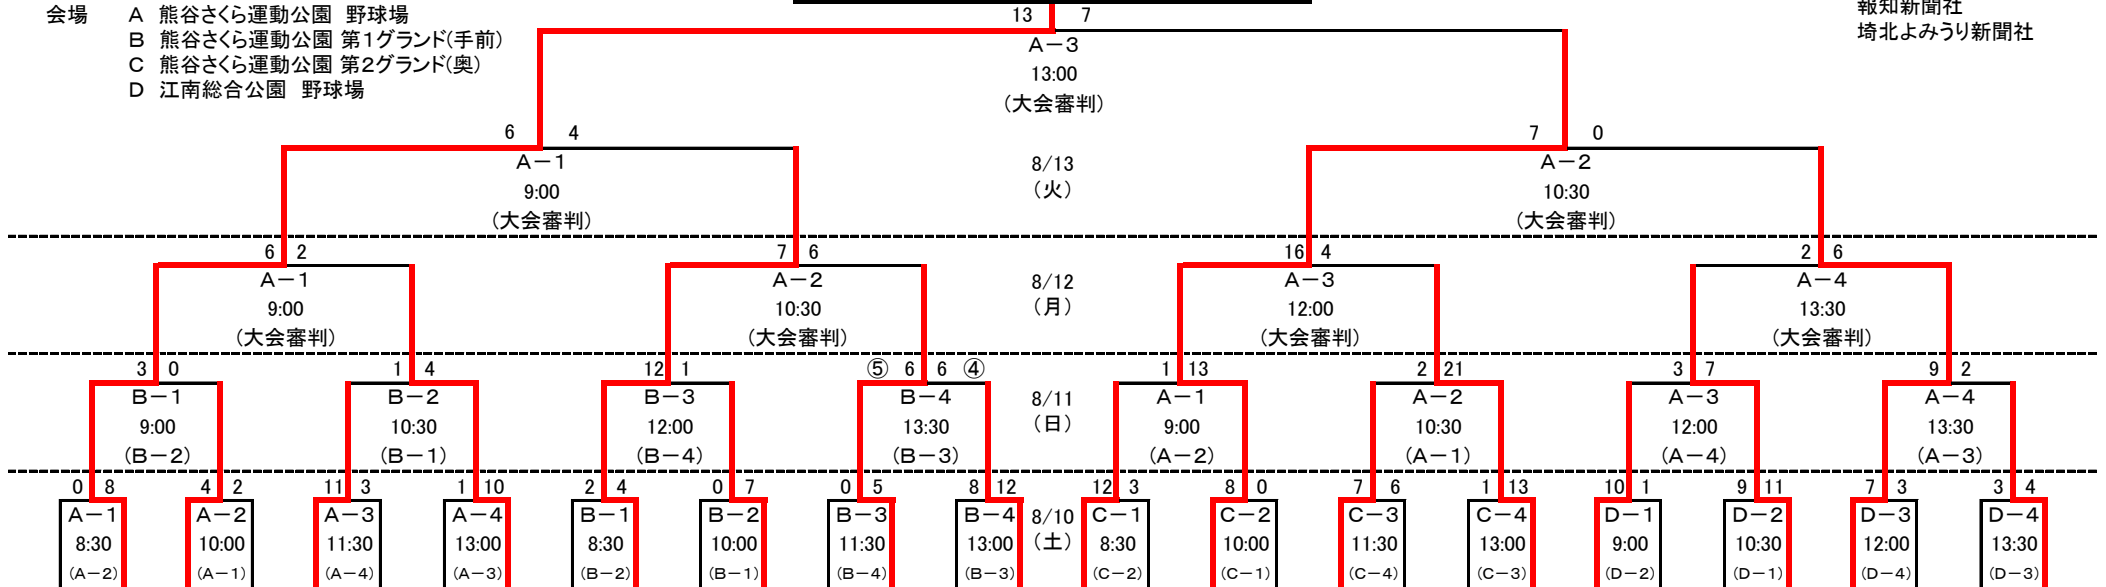 会場 A 熊谷さくら運動公園 野球場
B 熊谷さくら運動公園 第1グランド(手前)
C 熊谷さくら運動公園 第2グランド(奥)
D 江南総合公園 野球場
報知新聞社
埼北よみうり新聞社
13 7
A-3
13:00
(大会審判)
6 4 7 0
A-1 A-2
8/13
(火)
9:00 10:30
(大会審判) (大会審判)
6 2 7 6 16 4 2 6
A-1 A-2 8/12 A-3 A-4
9:00 10:30 (月) 12:00 13:30
(大会審判) (大会審判) (大会審判) (大会審判)
3 0 1 4 12 1 ⑤ 6 6 ④ 1 13 2 21 3 7 9 2
B-1 B-2 B-3 B-4 8/11 A-1 A-2 A-3 A-4
9:00 10:30 12:00 13:30 (日) 9:00 10:30 12:00 13:30
(B-2) (B-1) (B-4) (B-3) (A-2) (A-1) (A-4) (A-3)
0 8 4 2 11 3 1 10 2 4 0 7 0 5 8 12 12 3 8 0 7 6 1 13 10 1 9 11 7 3 3 4
A-1 A-2 A-3 A-4 B-1 B-2 B-3 B-4 8/10 C-1 C-2 C-3 C-4 D-1 D-2 D-3 D-4
8:30 10:00 11:30 13:00 8:30 10:00 11:30 13:00 (土) 8:30 10:00 11:30 13:00 9:00 10:30 12:00 13:30
(A-2) (A-1) (A-4) (A-3) (B-2) (B-1) (B-4) (B-3) (C-2) (C-1) (C-4) (C-3) (D-2) (D-1) (D-4) (D-3)